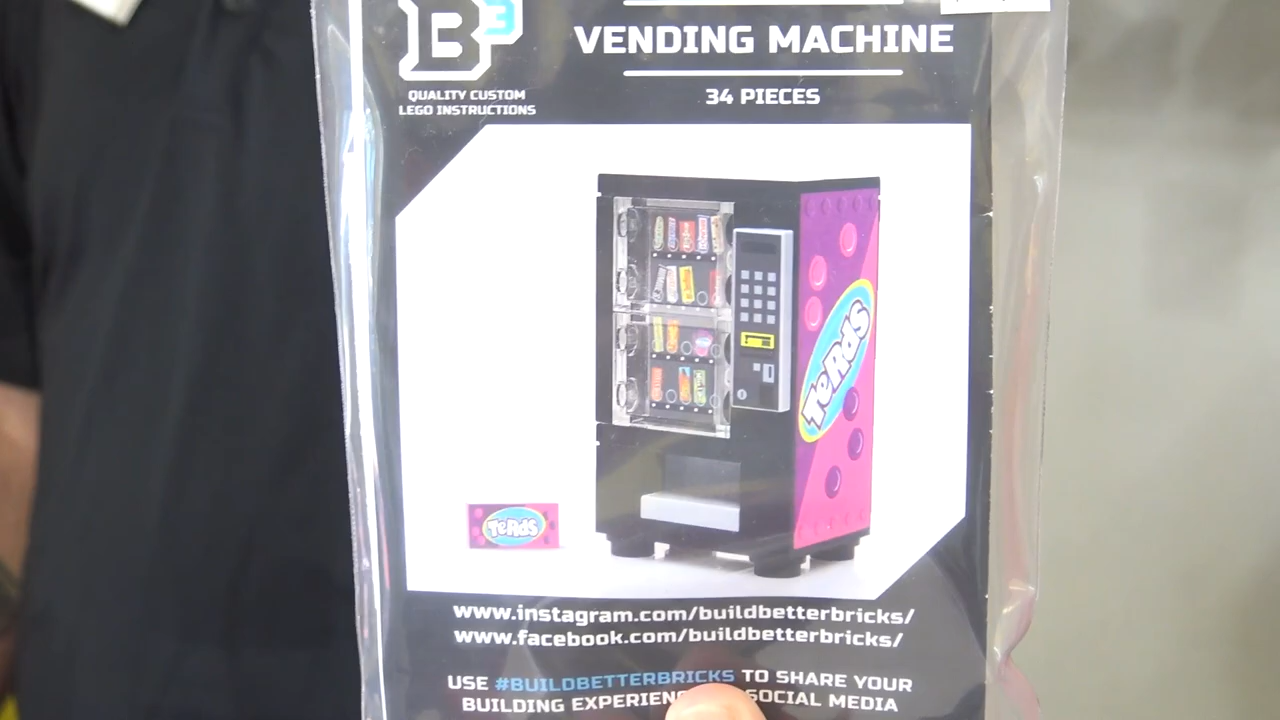 B3
VENDING MACHINE
QUALITY CUSTOM
LEGO INSTRUCTIONS
34 PIECES
TeRdS
TeRdS
www.instagram.com/buildbetterbricks/
www.facebook.com/buildbetterbricks/
USE #BUILDBETTERBRICKS TO SHARE YOUR
BUILDING SOCIAL MEDIA